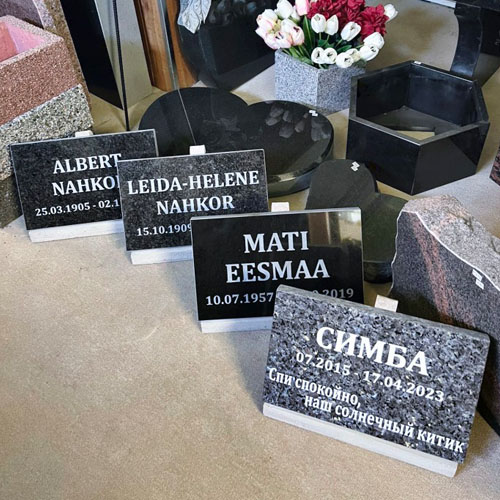 ALBERT
NAHKOR
25.03.1905 - 02.1
LEIDA-HELENE
NAHKOR
15.10.1909
MATI
EESMAA
10.07.1957 2019
СИМБА
07.2015 - 17.04.2023
Спи спокойно,
наш солнечный китик